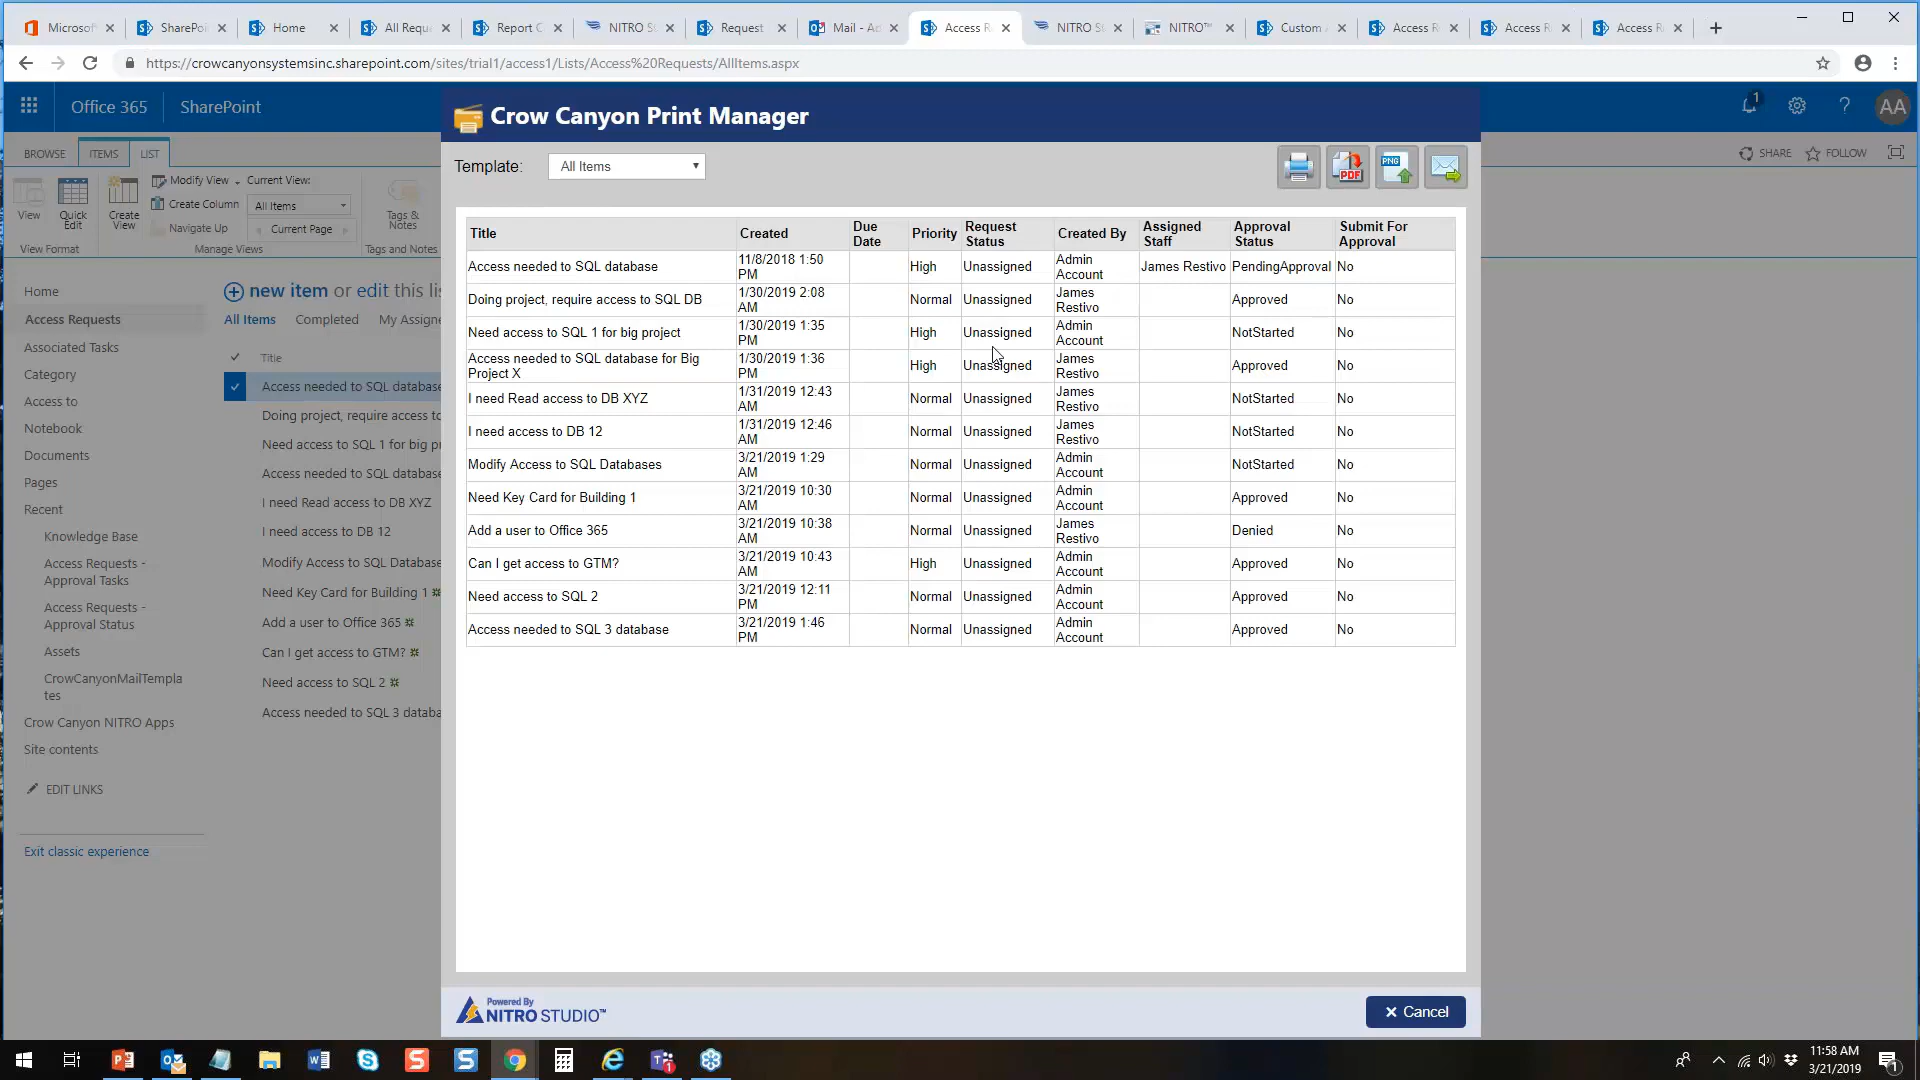 Microsof
SharePoi
Home
All Requ
Report C
NITRO SU
Request
Mail - Ad
Access R
NITRO SU
NITRO™
Custom
Access R
Access R
Access R
https://crowcanyonsystemsinc.sharepoint.com/sites/trial1/access1/Lists/Access%20Requests/AllItems.aspx
Office 365
SharePoint
1
?
AA
BROWSE
ITEMS
LIST
SHARE
FOLLOW
View
Quick Edit
Create View
Modify View
Create Column
Navigate Up
Current View:
All Items
Current Page
Tags & Notes
View Format
Manage Views
Tags and Notes
Home
Access Requests
Associated Tasks
Category
Access to
Notebook
Documents
Pages
Recent
Knowledge Base
Access Requests -
Approval Tasks
Access Requests -
Approval Status
Assets
CrowCanyonMailTempla
tes
Crow Canyon NITRO Apps
Site contents
EDIT LINKS
Exit classic experience
new item or edit this li
All Items Completed My Assigne
Title
Access needed to SQL database
Doing project, require access to
Need access to SQL 1 for big pr
Access needed to SQL database
I need Read access to DB XYZ
I need access to DB 12
Modify Access to SQL Database
Need Key Card for Building 1
Add a user to Office 365
Can I get access to GTM?
Need access to SQL 2
Access needed to SQL 3 databa
Crow Canyon Print Manager
Template: All Items
PDF
PNG
Title Created Due Date Priority Request Status Created By Assigned Staff Approval Status Submit For Approval
Access needed to SQL database 11/8/2018 1:50 PM High Unassigned Admin Account James Restivo PendingApproval No
Doing project, require access to SQL DB 1/30/2019 2:08 AM Normal Unassigned James Restivo Approved No
Need access to SQL 1 for big project 1/30/2019 1:35 PM High Unassigned Admin Account NotStarted No
Access needed to SQL database for Big Project X 1/30/2019 1:36 PM High Unassigned James Restivo Approved No
I need Read access to DB XYZ 1/31/2019 12:43 AM Normal Unassigned James Restivo NotStarted No
I need access to DB 12 1/31/2019 12:46 AM Normal Unassigned James Restivo NotStarted No
Modify Access to SQL Databases 3/21/2019 1:29 AM Normal Unassigned Admin Account NotStarted No
Need Key Card for Building 1 3/21/2019 10:30 AM Normal Unassigned Admin Account Approved No
Add a user to Office 365 3/21/2019 10:38 AM Normal Unassigned James Restivo Denied No
Can I get access to GTM? 3/21/2019 10:43 AM High Unassigned Admin Account Approved No
Need access to SQL 2 3/21/2019 12:11 PM Normal Unassigned Admin Account Approved No
Access needed to SQL 3 database 3/21/2019 1:46 PM Normal Unassigned Admin Account Approved No
Powered By
NITRO STUDIO™
Cancel
11:58 AM
3/21/2019
1